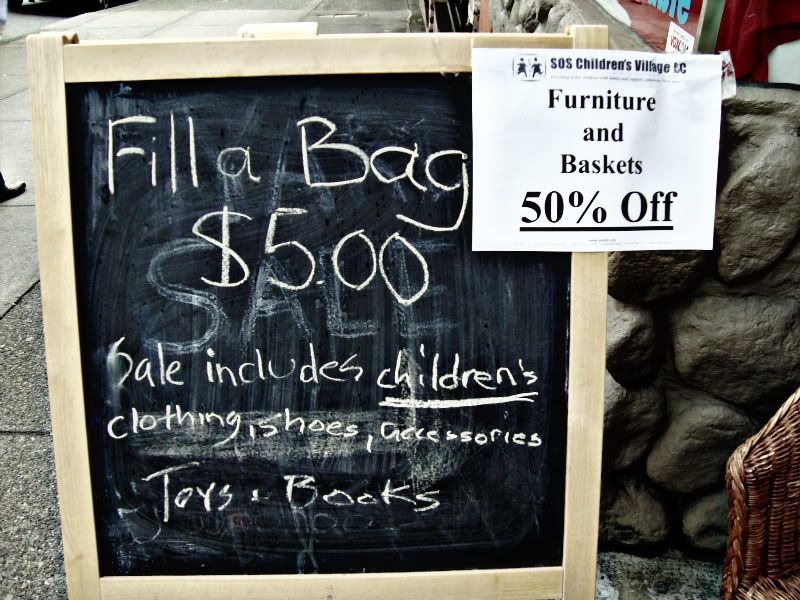 Fill a Bag
$5.00
SALE
Sale includes children's
clothing, shoes, accessories
Toys + Books
SOS Children's Village BC
Furniture
and
Baskets
50% Off